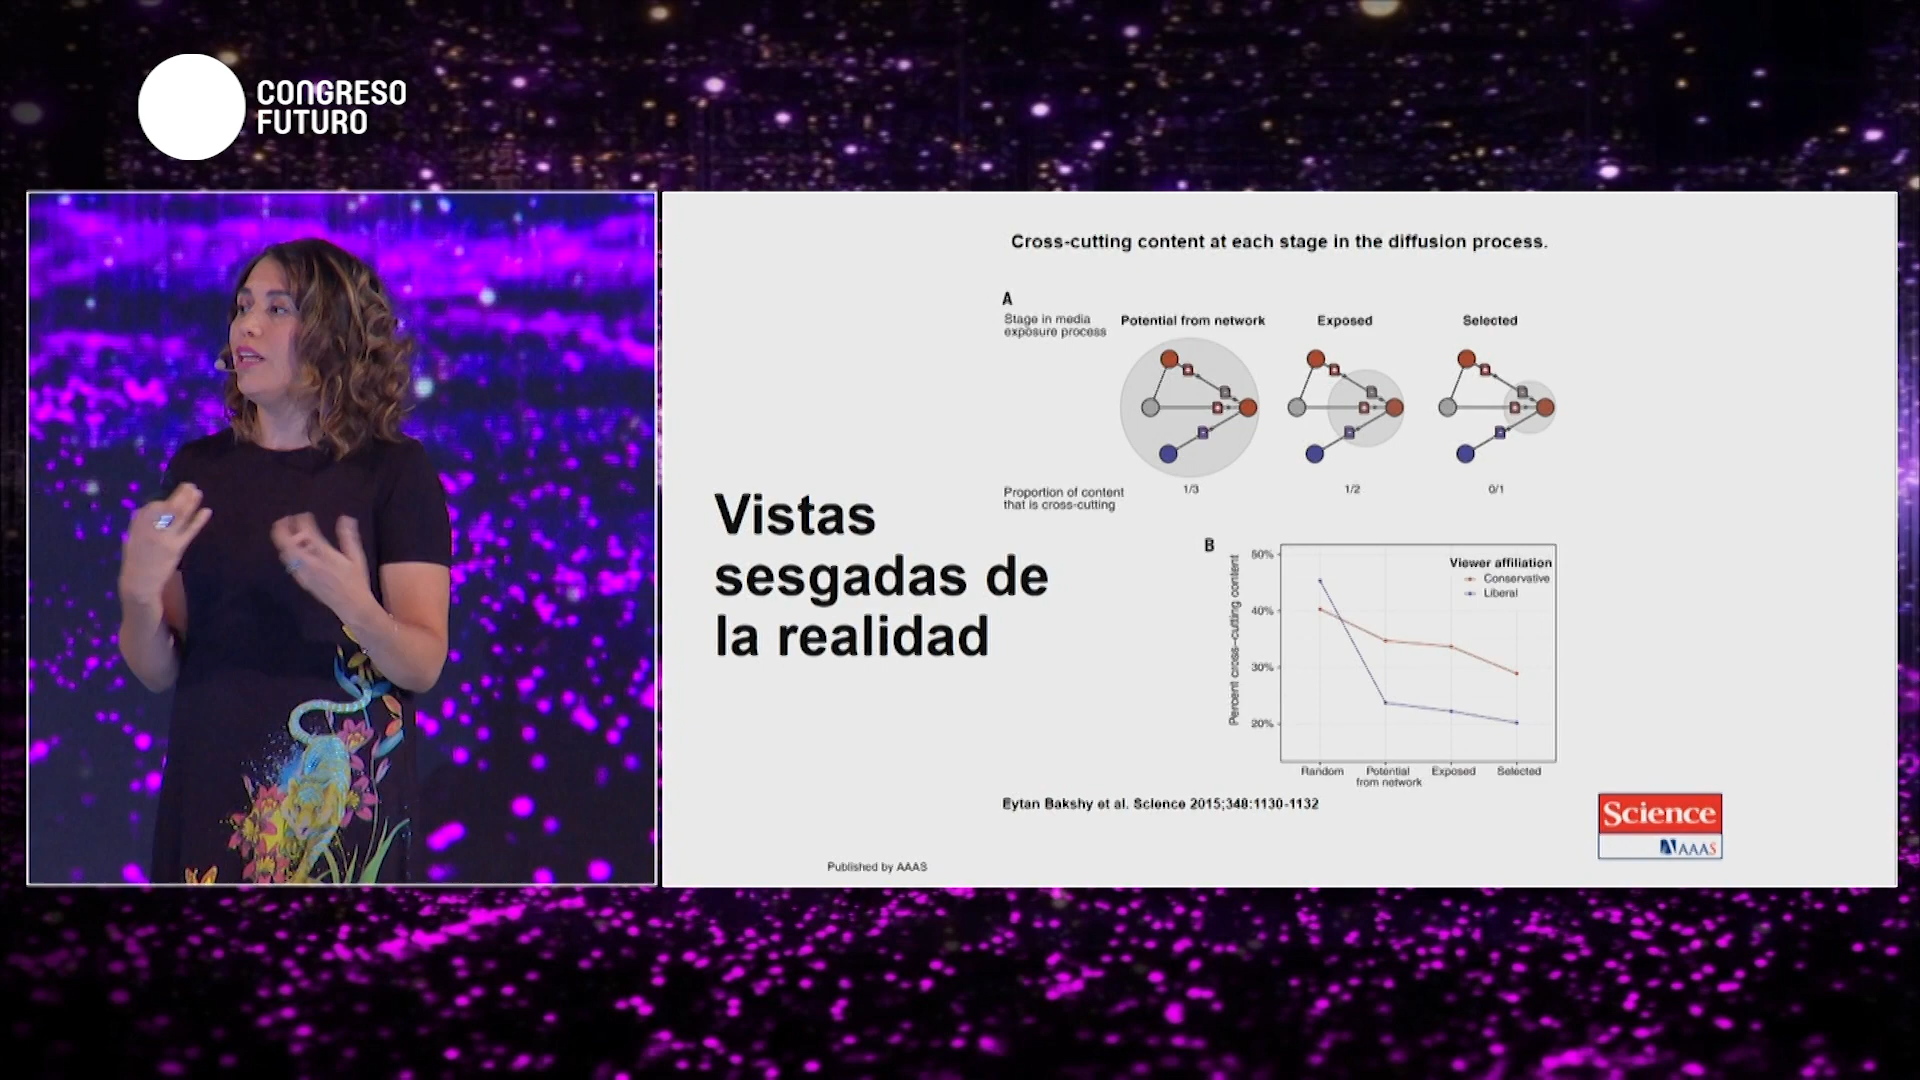 CONGRESO
FUTURO
Cross-cutting content at each stage in the diffusion process.
A
Stage in media
exposure process
Potential from network
Exposed
Selected
Proportion of content
that is cross-cutting
1/3
1/2
0/1
Vistas
sesgadas de
la realidad
B
Percent cross-cutting content
50%
40%
30%
20%
Viewer affiliation
Conservative
Liberal
Random
Potential
from network
Exposed
Selected
Eytan Bakshy et al. Science 2015;348:1130-1132
Science
AAAS
Published by AAAS